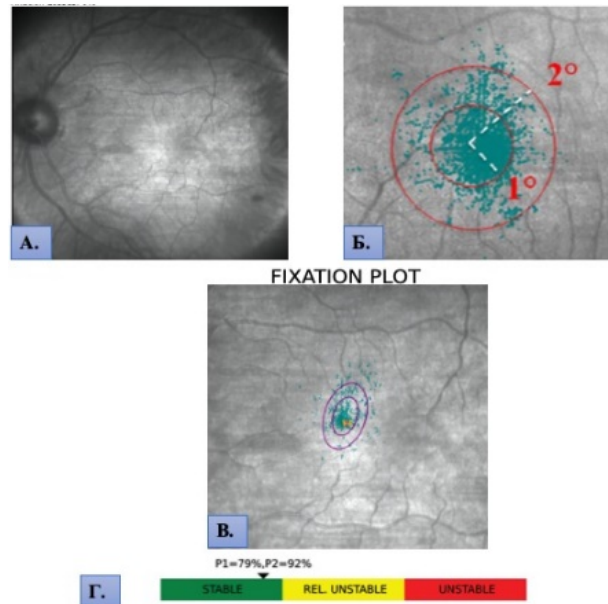 А.
2°
1°
Б.
FIXATION PLOT
В.
P1=79%,P2=92%
Г.
STABLE
REL. UNSTABLE
UNSTABLE